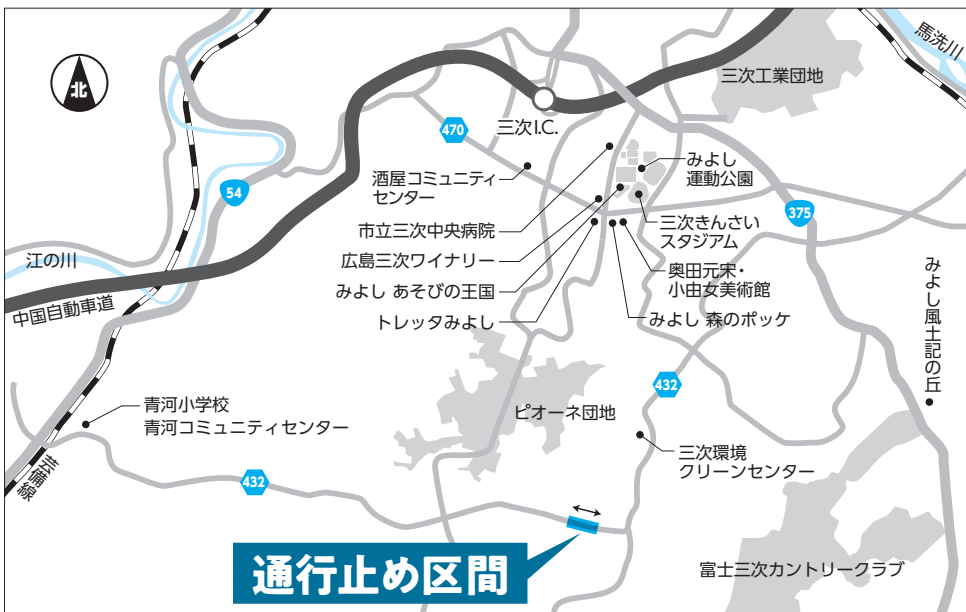 北
馬洗川
三次工業団地
三次I.C.
470
酒屋コミュニティ
センター
みよし
運動公園
54
市立三次中央病院
三次きんさい
スタジアム
375
江の川
広島三次ワイナリー
奥田元宋・
小由女美術館
みよし風土記の丘
中国自動車道
みよし あそびの王国
トレッタみよし
みよし 森のポッケ
432
青河小学校
青河コミュニティセンター
ピオーネ団地
三次環境
クリーンセンター
芸備線
432
通行止め区間
富士三次カントリークラブ